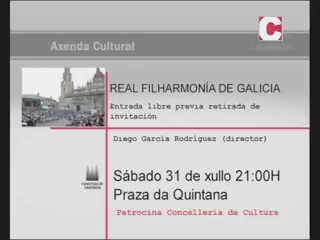 Axenda Cultural
C
REAL FILHARMONÍA DE GALICIA
Entrada libre previa retirada de
invitación
Diego García Rodríguez (director)
Sábado 31 de xullo 21:00H
Praza da Quintana
Patrocina Concellería de Cultura